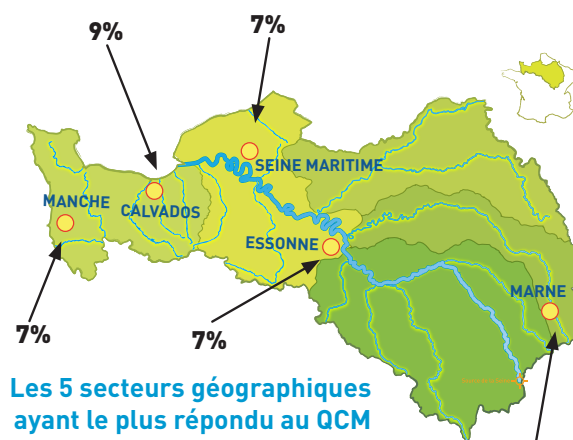 9%
7%
SEINE MARITIME
MANCHE
CALVADOS
ESSONNE
MARNE
7%
7%
Les 5 secteurs géographiques
ayant le plus répondu au QCM